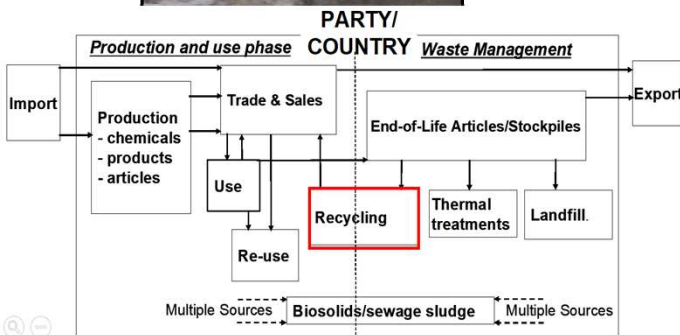 PARTY/
COUNTRY
Production and use phase
Waste Management
Import
Export
Production
- chemicals
- products
- articles
Trade & Sales
End-of-Life Articles/Stockpiles
Use
Recycling
Thermal
treatments
Landfill.
Re-use
Multiple Sources
Biosolids/sewage sludge
Multiple Sources